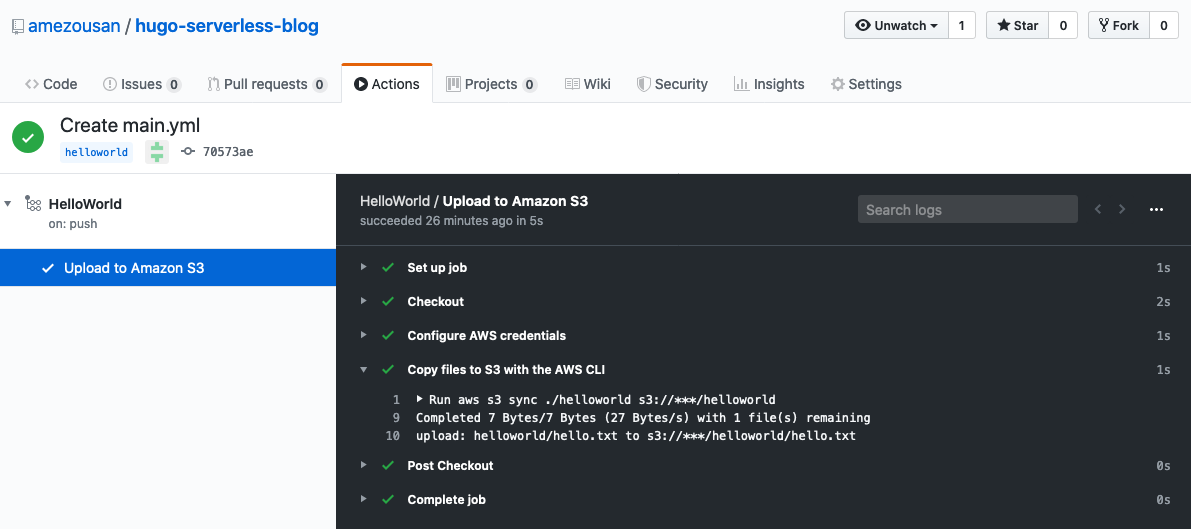 amezousan / hugo-serverless-blog
Unwatch 1 Star 0 Fork 0
Code Issues 0 Pull requests 0 Actions Projects 0 Wiki Security Insights Settings
Create main.yml
helloworld 70573ae
HelloWorld
on: push
Upload to Amazon S3
HelloWorld / Upload to Amazon S3
succeeded 26 minutes ago in 5s
Search logs
Set up job 1s
Checkout 2s
Configure AWS credentials 1s
Copy files to S3 with the AWS CLI 1s
1 Run aws s3 sync ./helloworld s3://***/helloworld
9 Completed 7 Bytes/7 Bytes (27 Bytes/s) with 1 file(s) remaining
10 upload: helloworld/hello.txt to s3://***/helloworld/hello.txt
Post Checkout 0s
Complete job 0s